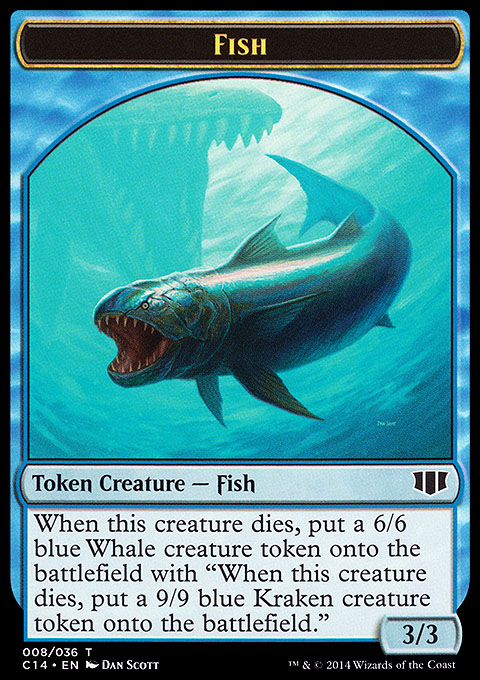 Fish
Dan Scott
Token Creature — Fish
When this creature dies, put a 6/6
blue Whale creature token onto the
battlefield with “When this creature
dies, put a 9/9 blue Kraken creature
token onto the battlefield.”
3/3
008/036 T
C14 • EN Dan Scott
™ & © 2014 Wizards of the Coast